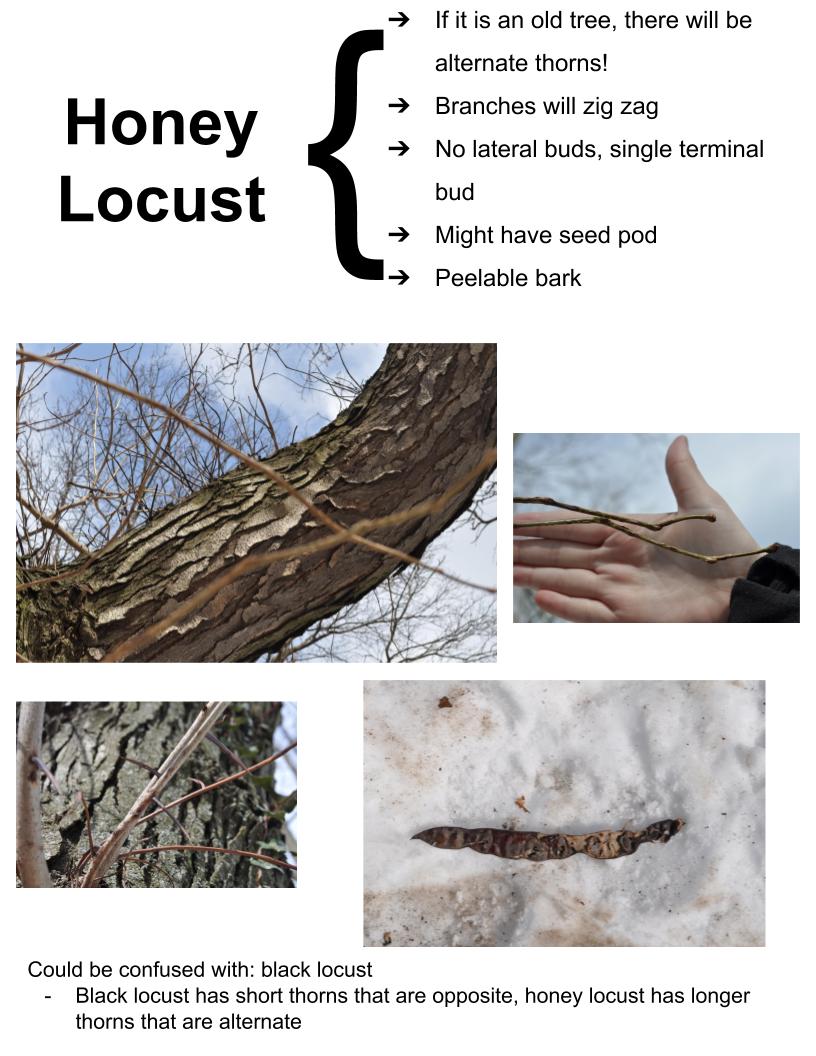 Honey
Locust
➔ If it is an old tree, there will be
alternate thorns!
➔ Branches will zig zag
➔ No lateral buds, single terminal
bud
➔ Might have seed pod
➔ Peelable bark
Could be confused with: black locust
- Black locust has short thorns that are opposite, honey locust has longer
thorns that are alternate